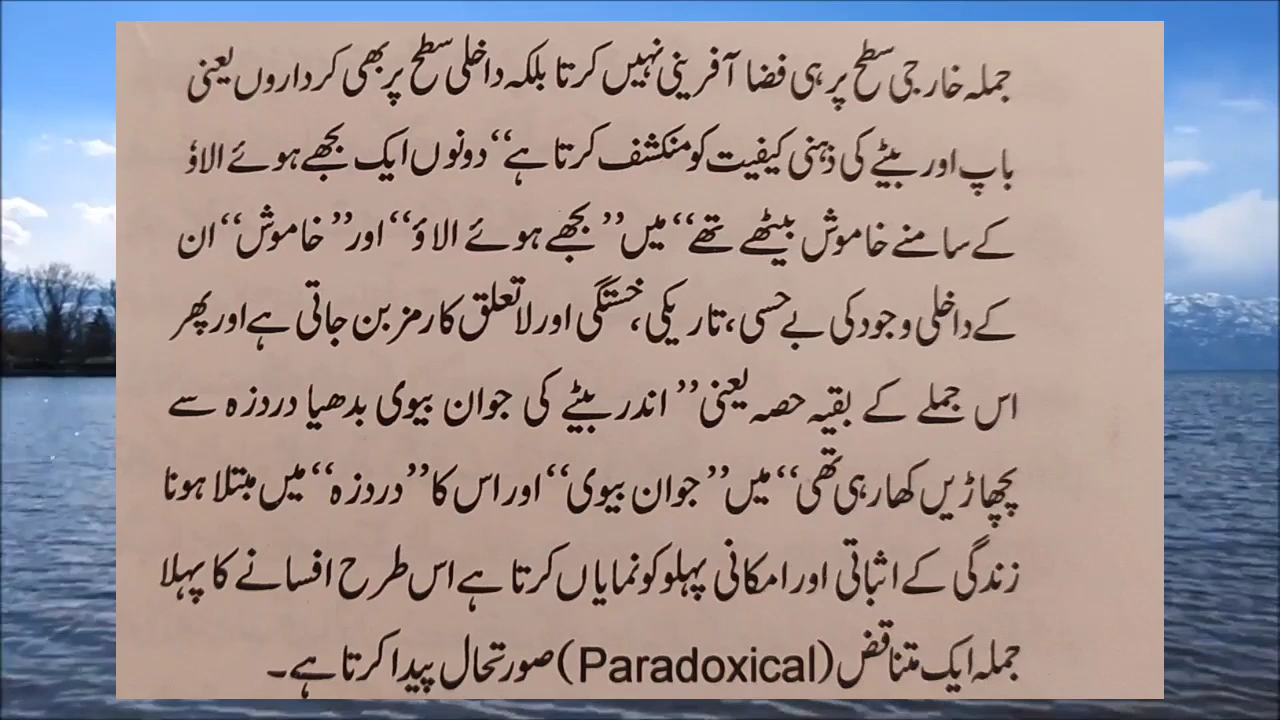 جملہ خارجی سطح پر ہی فضا آفرینی نہیں کرتا بلکہ داخلی سطح پر بھی کرداروں یعنی
باپ اور بیٹے کی ذہنی کیفیت کو منکشف کرتا ہے“ دونوں ایک بجھے ہوئے الاؤ
کے سامنے خاموش بیٹھے تھے“ میں ”بجھے ہوئے الاؤ“ اور ”خاموش“ ان
کے داخلی وجود کی بے حسی، تاریکی، خستگی اور لا تعلق کا رمز بن جاتی ہے اور پھر
اس جملے کے بقیہ حصہ یعنی ” اندر بیٹے کی جوان بیوی بدھیا دردزہ سے
پچھاڑیں کھا رہی تھی“ میں ”جوان بیوی“ اور اس کا ”دردزہ“ میں مبتلا ہونا
زندگی کے اثباتی اور امکانی پہلو کو نمایاں کرتا ہے اس طرح افسانے کا پہلا
جملہ ایک متناقض (Paradoxical) صورتحال پیدا کرتا ہے۔